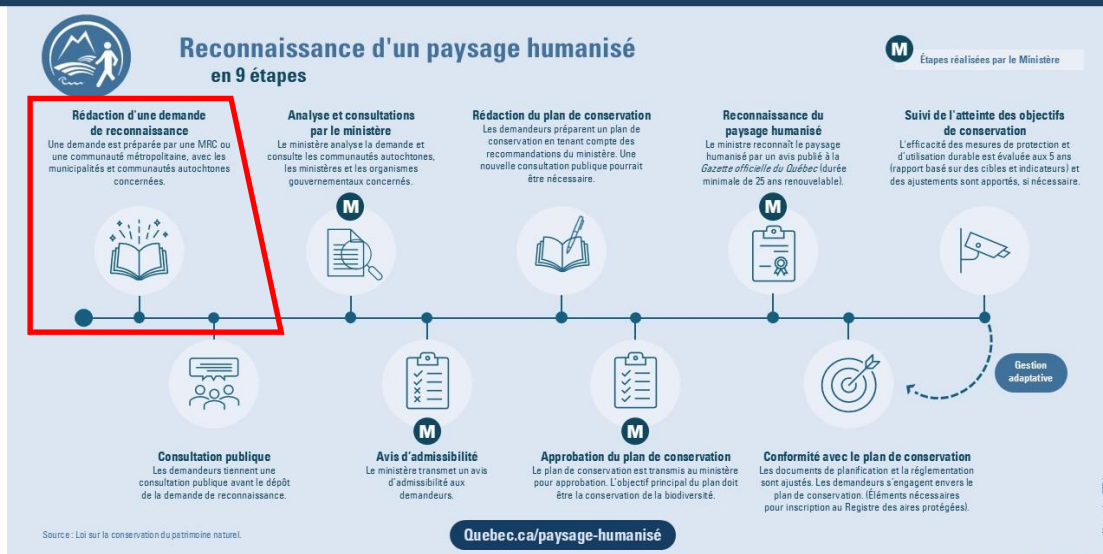 Reconnaissance d'un paysage humanisé
en 9 étapes
M
Étapes réalisées par le Ministère
Rédaction d'une demande
de reconnaissance
Une demande est préparée par une MRC ou
une communauté métropolitaine, avec les
municipalités et communautés autochtones
concernées.
Analyse et consultations
par le ministère
Le ministère analyse la demande et
consulte les communautés autochtones,
les ministères et les organismes
gouvernementaux concernés.
M
Rédaction du plan de conservation
Les demandeurs préparent un plan de
conservation en tenant compte des
recommandations du ministère. Une
nouvelle consultation publique pourrait
être nécessaire.
Reconnaissance du
paysage humanisé
Le ministre reconnaît le paysage
humanisé par un avis publié à la
Gazette officielle du Québec (durée
minimale de 25 ans renouvelable).
M
Suivi de l'atteinte des objectifs
de conservation
L'efficacité des mesures de protection et
d'utilisation durable est évaluée aux 5 ans
(rapport basé sur des cibles et indicateurs) et
des ajustements sont apportés, si nécessaire.
Gestion
adaptative
Consultation publique
Les demandeurs tiennent une
consultation publique avant le dépôt
de la demande de reconnaissance.
M
Avis d'admissibilité
Le ministère transmet un avis
d'admissibilité aux
demandeurs.
M
Approbation du plan de conservation
Le plan de conservation est transmis au ministère
pour approbation. L'objectif principal du plan doit
être la conservation de la biodiversité.
Conformité avec le plan de conservation
Les documents de planification et la réglementation
sont ajustés. Les demandeurs s'engagent envers le
plan de conservation. (Éléments nécessaires
pour inscription au Registre des aires protégées).
Source : Loi sur la conservation du patrimoine naturel.
Quebec.ca/paysage-humanisé